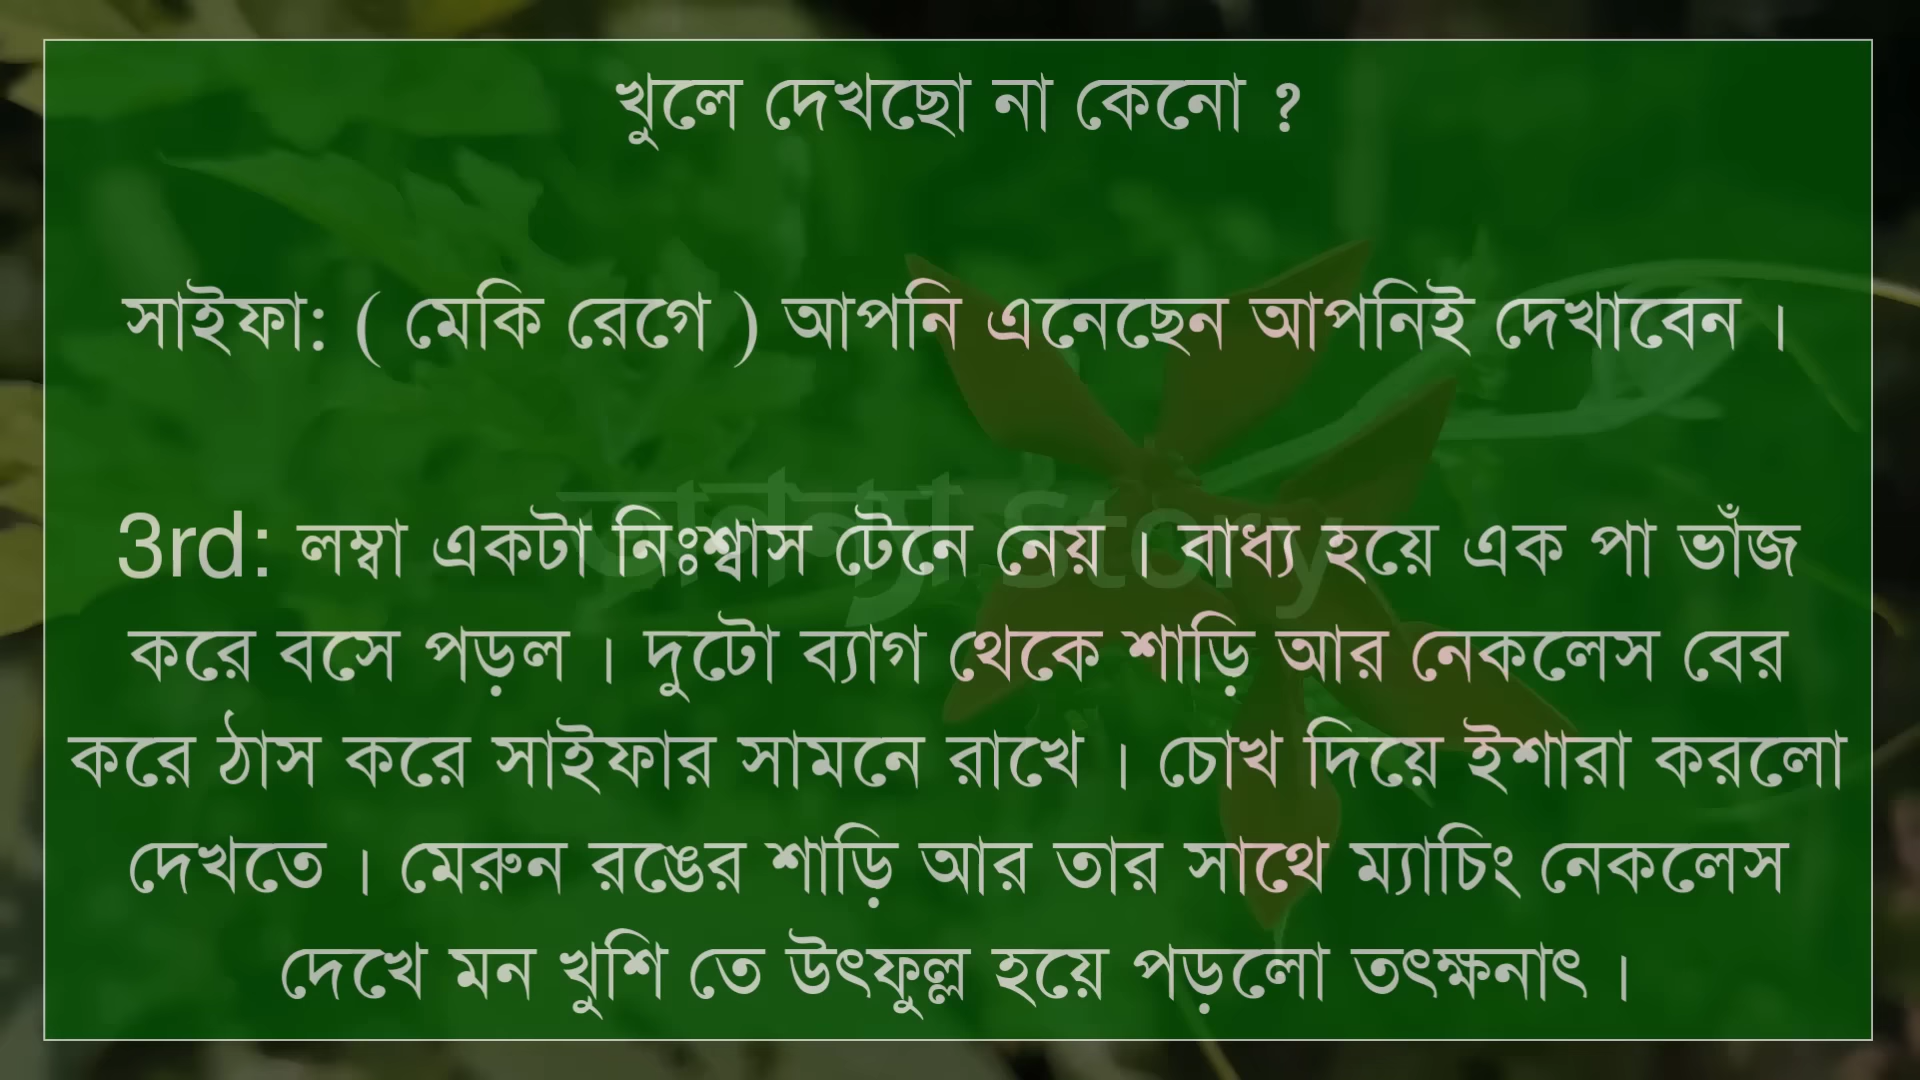 খুলে দেখছো না কেনো ?
সাইফা: ( মেকি রেগে ) আপনি এনেছেন আপনিই দেখাবেন ।
3rd: লম্বা একটা নিঃশ্বাস টেনে নেয় । বাধ্য হয়ে এক পা ভাঁজ
করে বসে পড়ল । দুটো ব্যাগ থেকে শাড়ি আর নেকলেস বের
করে ঠাস করে সাইফার সামনে রাখে । চোখ দিয়ে ইশারা করলো
দেখতে । মেরুন রঙের শাড়ি আর তার সাথে ম্যাচিং নেকলেস
দেখে মন খুশি তে উৎফুল্ল হয়ে পড়লো তৎক্ষনাৎ ।
Story